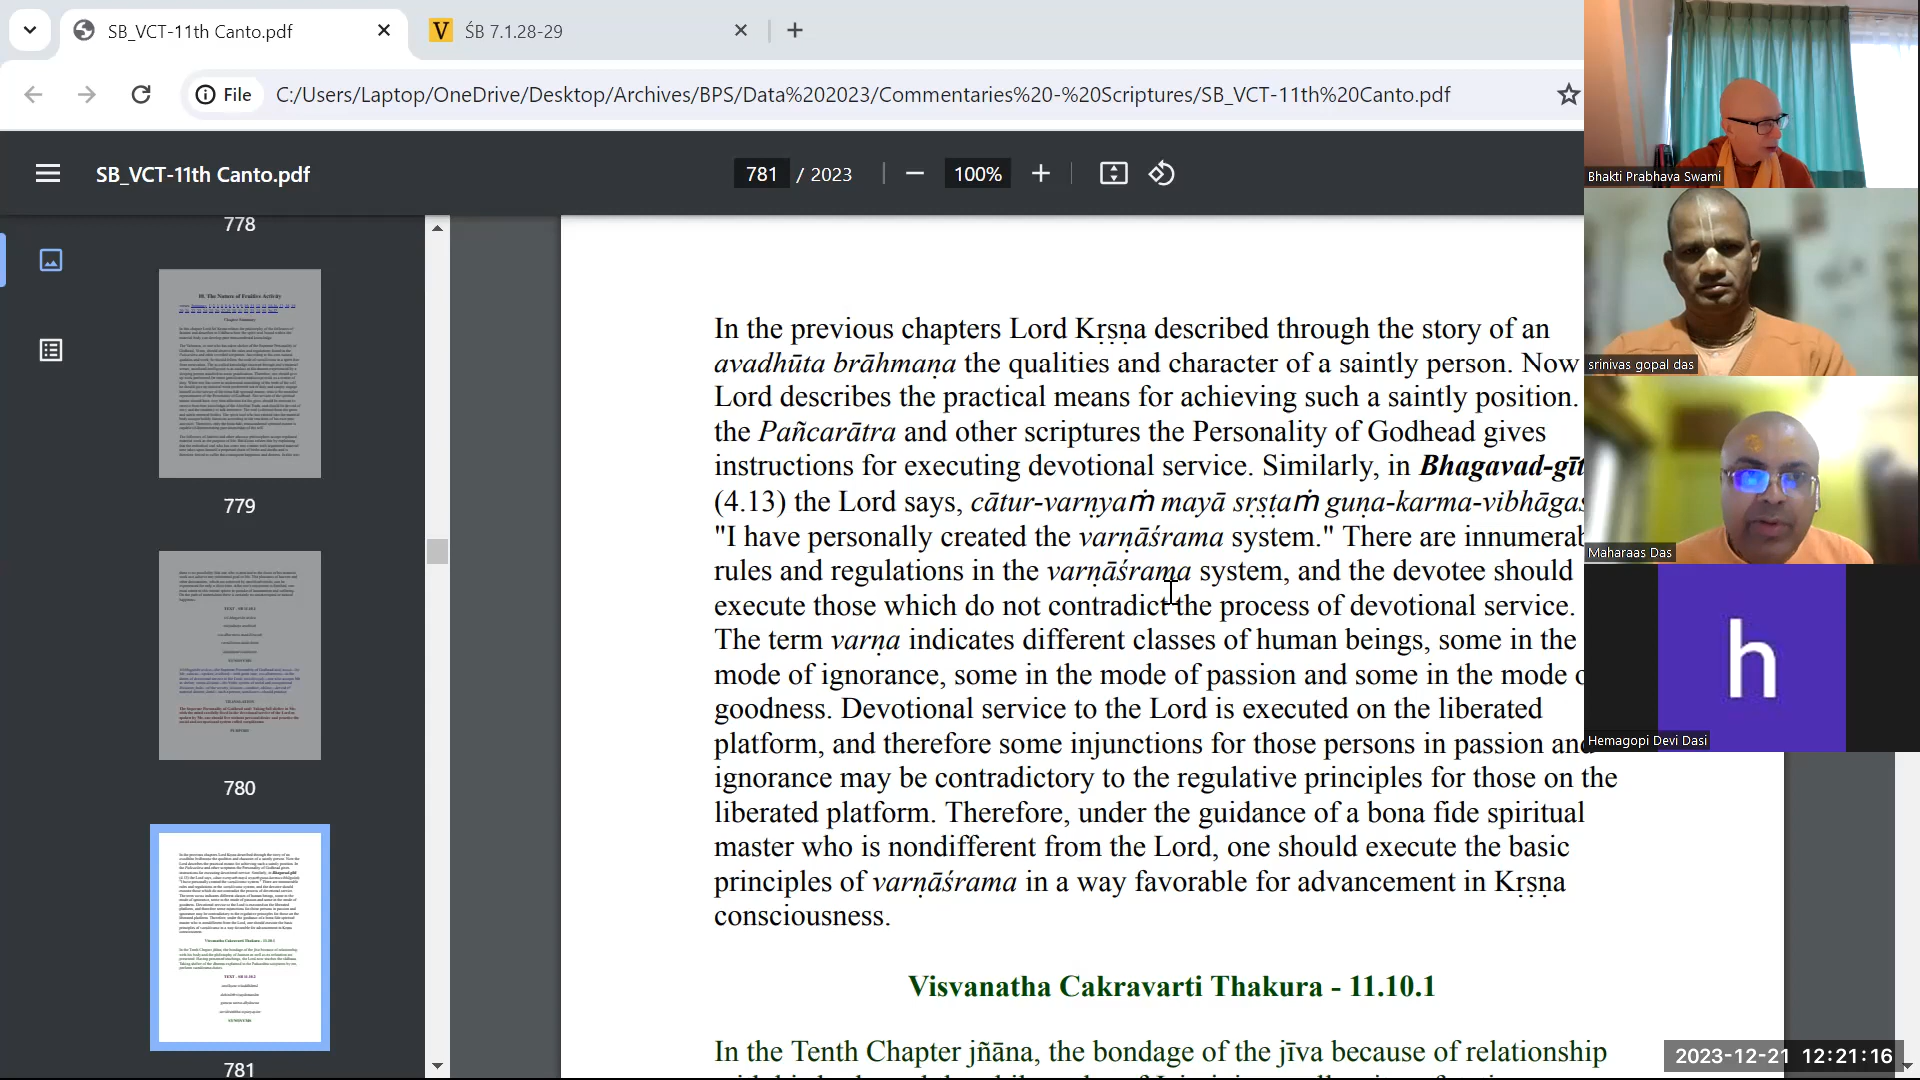 SB_VCT-11th Canto.pdf
ŚB 7.1.28-29
File
C:/Users/Laptop/OneDrive/Desktop/Archives/BPS/Data%202023/Commentaries%20-%20Scriptures/SB_VCT-11th%20Canto.pdf
SB_VCT-11th Canto.pdf
781 / 2023
100%
778
779
780
781
In the previous chapters Lord Kṛṣṇa described through the story of an
avadhūta brāhmaṇa the qualities and character of a saintly person. Now
Lord describes the practical means for achieving such a saintly position.
the Pañcarātra and other scriptures the Personality of Godhead gives
instructions for executing devotional service. Similarly, in Bhagavad-gīt
(4.13) the Lord says, cātur-varṇyaṁ mayā sṛṣṭaṁ guṇa-karma-vibhāgaś
"I have personally created the varṇāśrama system." There are innumerab
rules and regulations in the varṇāśrama system, and the devotee should
execute those which do not contradict the process of devotional service.
The term varṇa indicates different classes of human beings, some in the
mode of ignorance, some in the mode of passion and some in the mode o
goodness. Devotional service to the Lord is executed on the liberated
platform, and therefore some injunctions for those persons in passion and
ignorance may be contradictory to the regulative principles for those on the
liberated platform. Therefore, under the guidance of a bona fide spiritual
master who is nondifferent from the Lord, one should execute the basic
principles of varṇāśrama in a way favorable for advancement in Kṛṣṇa
consciousness.
Visvanatha Cakravarti Thakura - 11.10.1
In the Tenth Chapter jñāna, the bondage of the jīva because of relationship
Bhakti Prabhava Swami
srinivas gopal das
Maharaas Das
h
Hemagopi Devi Dasi
2023-12-21 12:21:16